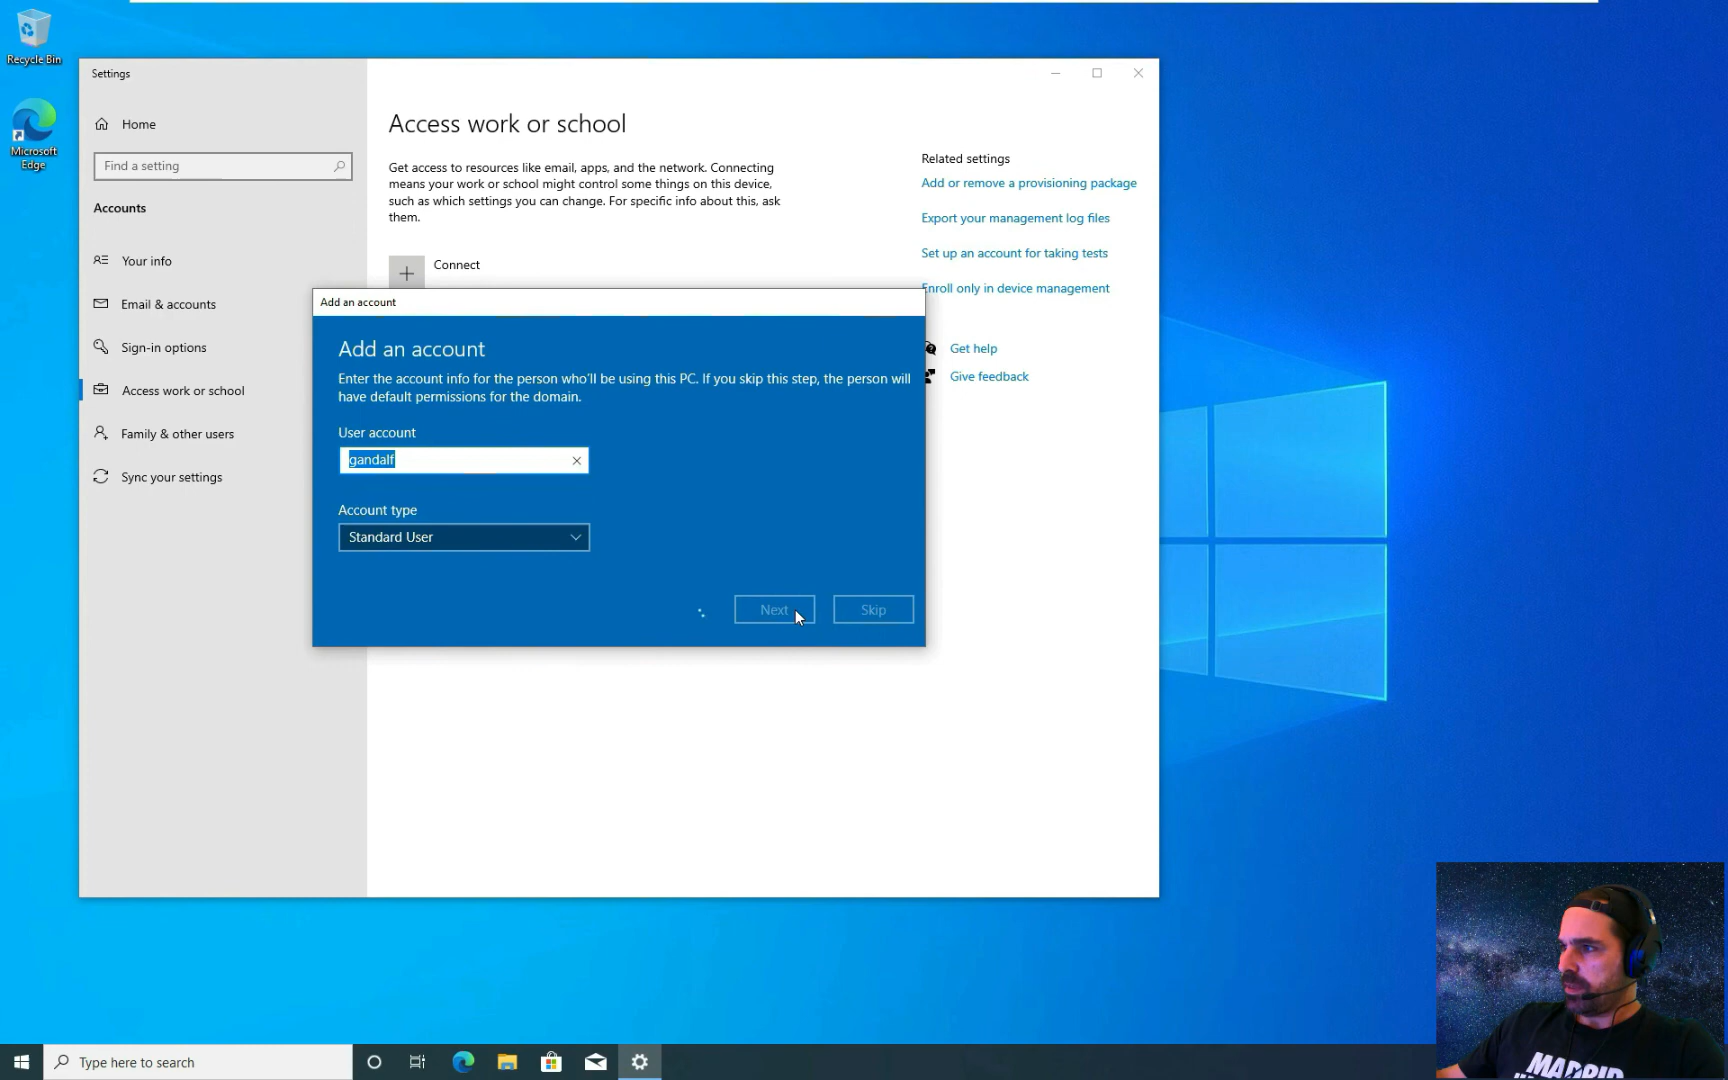 Recycle Bin
Microsoft
Edge
Settings
Home
Find a setting
Accounts
Your info
Email & accounts
Sign-in options
Access work or school
Family & other users
Sync your settings
Access work or school
Get access to resources like email, apps, and the network. Connecting
means your work or school might control some things on this device,
such as which settings you can change. For specific info about this, ask
them.
Connect
Related settings
Add or remove a provisioning package
Export your management log files
Set up an account for taking tests
Enroll only in device management
Get help
Give feedback
Add an account
Add an account
Enter the account info for the person who'll be using this PC. If you skip this step, the person will
have default permissions for the domain.
User account
gandalf
Account type
Standard User
Next
Skip
Type here to search
MADRID